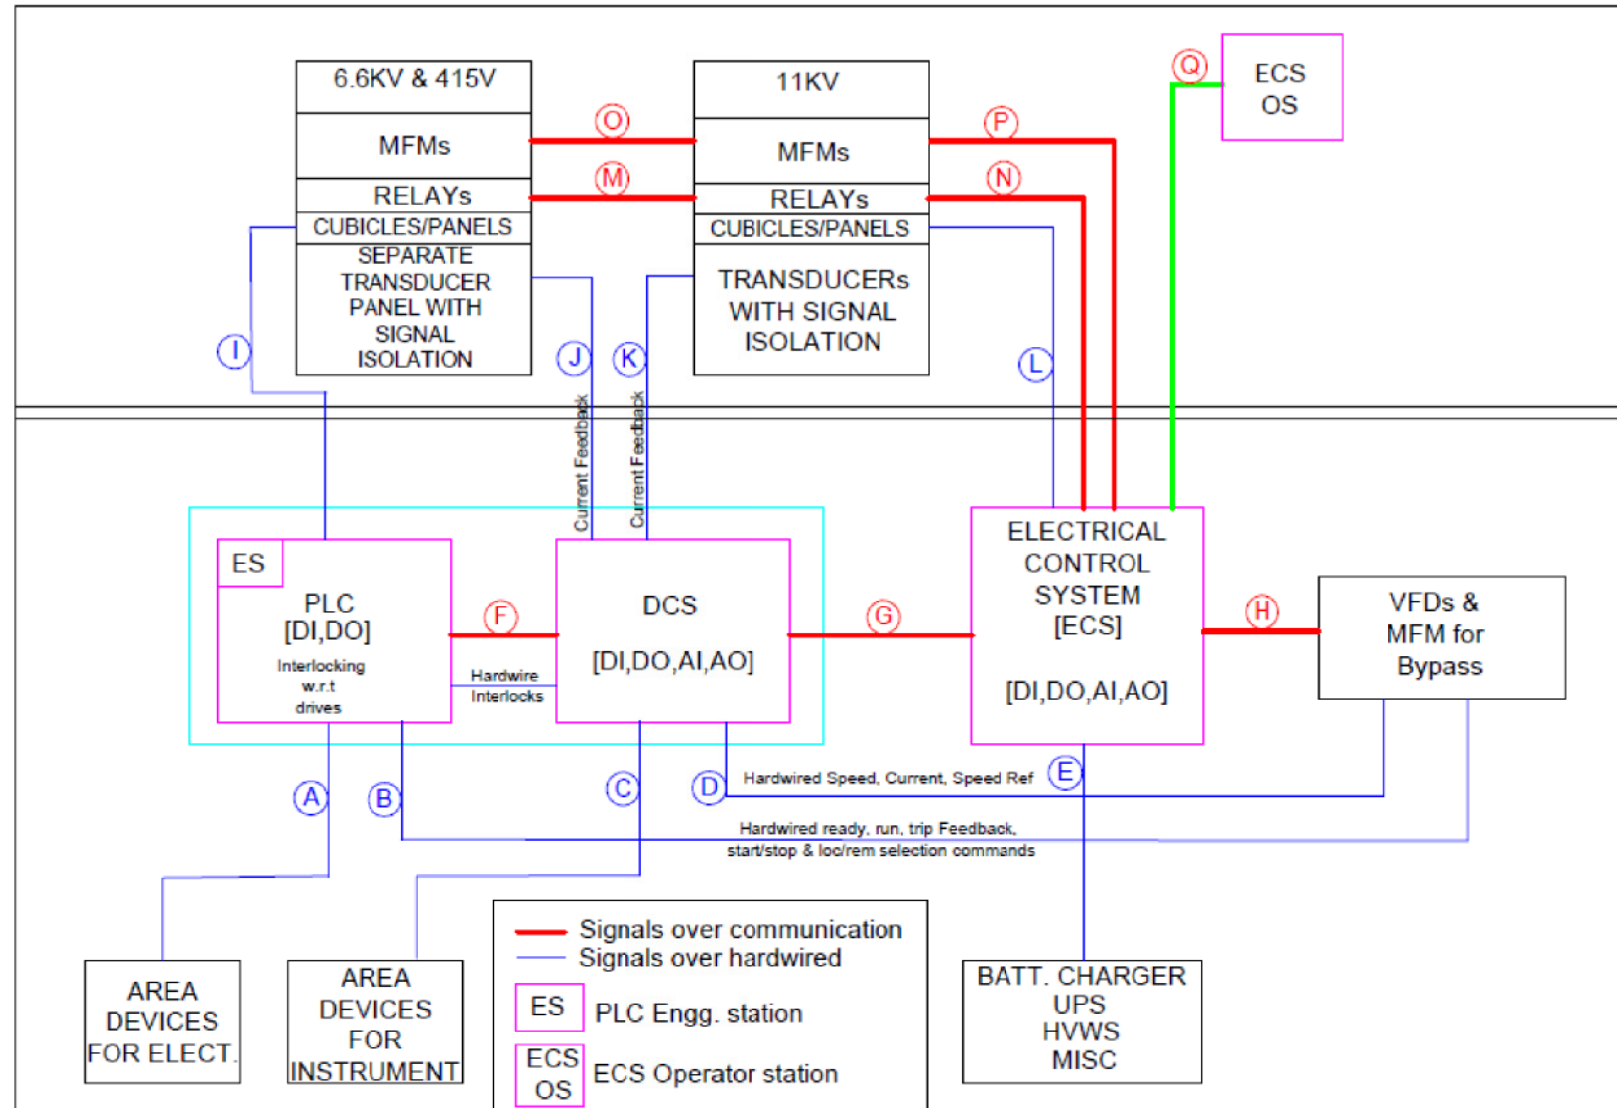 6.6KV & 415V
MFMs
RELAYs
CUBICLES/PANELS
SEPARATE
TRANSDUCER
PANEL WITH
SIGNAL
ISOLATION
O
M
11KV
MFMs
RELAYs
CUBICLES/PANELS
TRANSDUCERs
WITH SIGNAL
ISOLATION
P
N
Q
ECS
OS
I
J
K
L
Current Feedback
Current Feedback
ES
PLC
[DI,DO]
Interlocking
w.r.t
drives
F
Hardwire
Interlocks
DCS
[DI,DO,AI,AO]
G
ELECTRICAL
CONTROL
SYSTEM
[ECS]
[DI,DO,AI,AO]
H
VFDs &
MFM for
Bypass
A
B
C
D
E
Hardwired Speed, Current, Speed Ref
Hardwired ready, run, trip Feedback,
start/stop & loc/rem selection commands
AREA
DEVICES
FOR ELECT.
AREA
DEVICES
FOR
INSTRUMENT
Signals over communication
Signals over hardwired
ES PLC Engg. station
ECS
OS
ECS Operator station
BATT. CHARGER
UPS
HVWS
MISC